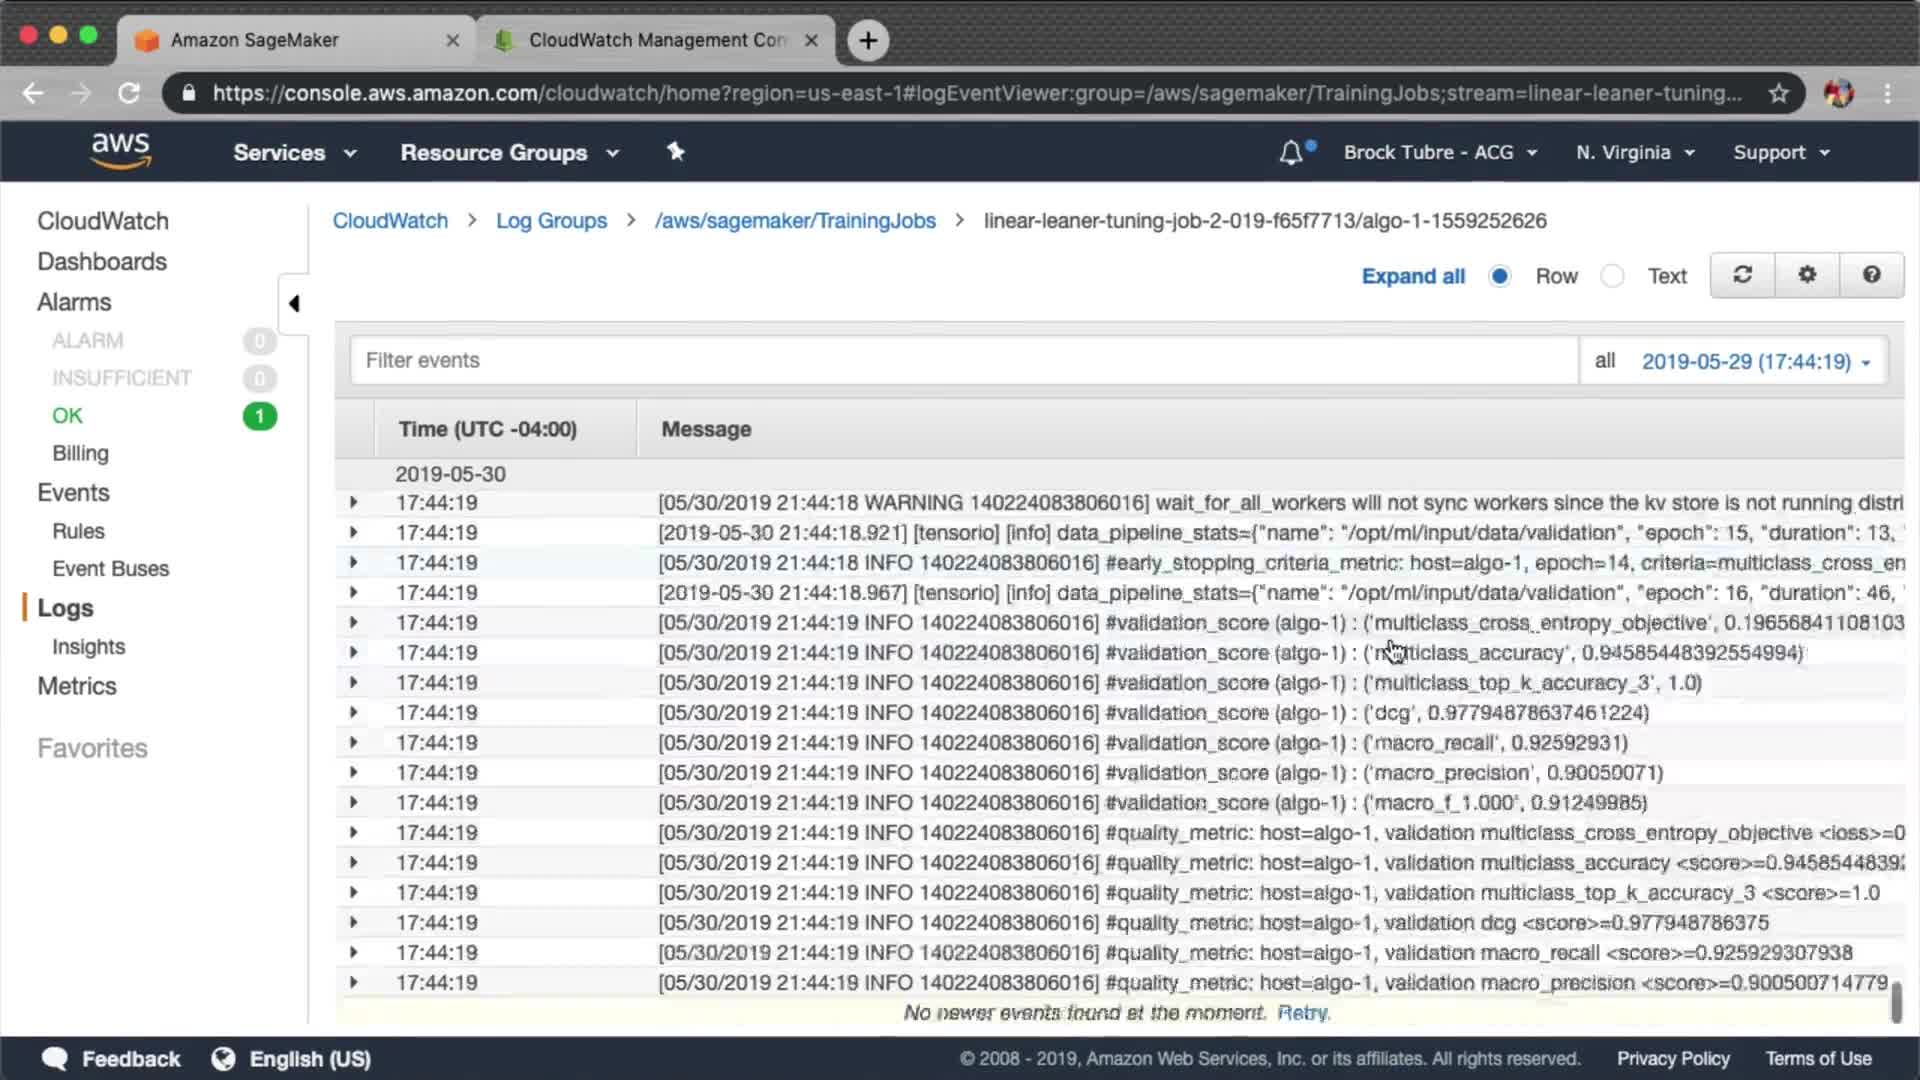 Amazon SageMaker
CloudWatch Management Con
https://console.aws.amazon.com/cloudwatch/home?region=us-east-1#logEventViewer:group=/aws/sagemaker/TrainingJobs;stream=linear-leaner-tuning...
aws Services Resource Groups Brock Tubre - ACG N. Virginia Support
CloudWatch
Dashboards
Alarms
ALARM 0
INSUFFICIENT 0
OK 1
Billing
Events
Rules
Event Buses
Logs
Insights
Metrics
Favorites
CloudWatch > Log Groups > /aws/sagemaker/TrainingJobs > linear-leaner-tuning-job-2-019-f65f7713/algo-1-1559252626
Expand all Row Text
Filter events all 2019-05-29 (17:44:19)
Time (UTC -04:00) Message
2019-05-30
17:44:19 [05/30/2019 21:44:18 WARNING 140224083806016] wait_for_all_workers will not sync workers since the kv store is not running distri
17:44:19 [2019-05-30 21:44:18.921] [tensorio] [info] data_pipeline_stats={"name": "/opt/ml/input/data/validation", "epoch": 15, "duration": 13,
17:44:19 [05/30/2019 21:44:18 INFO 140224083806016] #early_stopping_criteria_metric: host=algo-1, epoch=14, criteria=multiclass_cross_en
17:44:19 [2019-05-30 21:44:18.967] [tensorio] [info] data_pipeline_stats={"name": "/opt/ml/input/data/validation", "epoch": 16, "duration": 46,
17:44:19 [05/30/2019 21:44:19 INFO 140224083806016] #validation_score (algo-1) : ('multiclass_cross_entropy_objective', 0.19656841108103
17:44:19 [05/30/2019 21:44:19 INFO 140224083806016] #validation_score (algo-1) : ('multiclass_accuracy', 0.94585448392554994)
17:44:19 [05/30/2019 21:44:19 INFO 140224083806016] #validation_score (algo-1) : ('multiclass_top_k_accuracy_3', 1.0)
17:44:19 [05/30/2019 21:44:19 INFO 140224083806016] #validation_score (algo-1) : ('dcg', 0.97794878637461224)
17:44:19 [05/30/2019 21:44:19 INFO 140224083806016] #validation_score (algo-1) : ('macro_recall', 0.92592931)
17:44:19 [05/30/2019 21:44:19 INFO 140224083806016] #validation_score (algo-1) : ('macro_precision', 0.90050071)
17:44:19 [05/30/2019 21:44:19 INFO 140224083806016] #validation_score (algo-1) : ('macro_f_1.000', 0.91249985)
17:44:19 [05/30/2019 21:44:19 INFO 140224083806016] #quality_metric: host=algo-1, validation multiclass_cross_entropy_objective <loss>=0
17:44:19 [05/30/2019 21:44:19 INFO 140224083806016] #quality_metric: host=algo-1, validation multiclass_accuracy <score>=0.9458544839
17:44:19 [05/30/2019 21:44:19 INFO 140224083806016] #quality_metric: host=algo-1, validation multiclass_top_k_accuracy_3 <score>=1.0
17:44:19 [05/30/2019 21:44:19 INFO 140224083806016] #quality_metric: host=algo-1, validation dcg <score>=0.977948786375
17:44:19 [05/30/2019 21:44:19 INFO 140224083806016] #quality_metric: host=algo-1, validation macro_recall <score>=0.925929307938
17:44:19 [05/30/2019 21:44:19 INFO 140224083806016] #quality_metric: host=algo-1, validation macro_precision <score>=0.900500714779
No newer events found at the moment. Retry.
Feedback English (US) © 2008 - 2019, Amazon Web Services, Inc. or its affiliates. All rights reserved. Privacy Policy Terms of Use